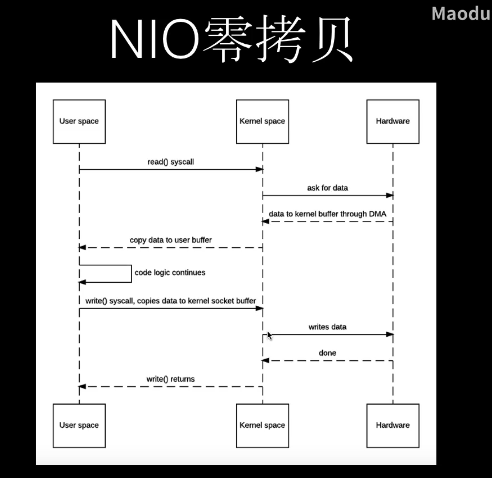 Maodu
NIO零拷贝
User space
Kernel space
Hardware
read() syscall
ask for data
data to kernel buffer through DMA
copy data to user buffer
code logic continues
write() syscall, copies data to kernel socket buffer
writes data
done
write() returns
User space
Kernel space
Hardware